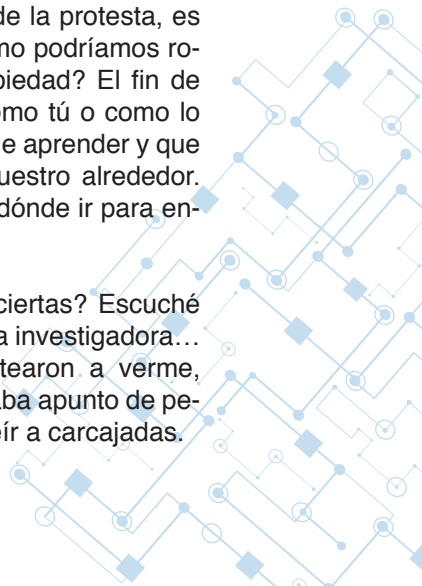 de la protesta, es
mo podríamos ro-
piedad? El fin de
omo tú o como lo
e aprender y que
uestro alrededor.
dónde ir para en-
ciertas? Escuché
a investigadora…
tearon a verme,
aba apunto de pe-
eír a carcajadas.